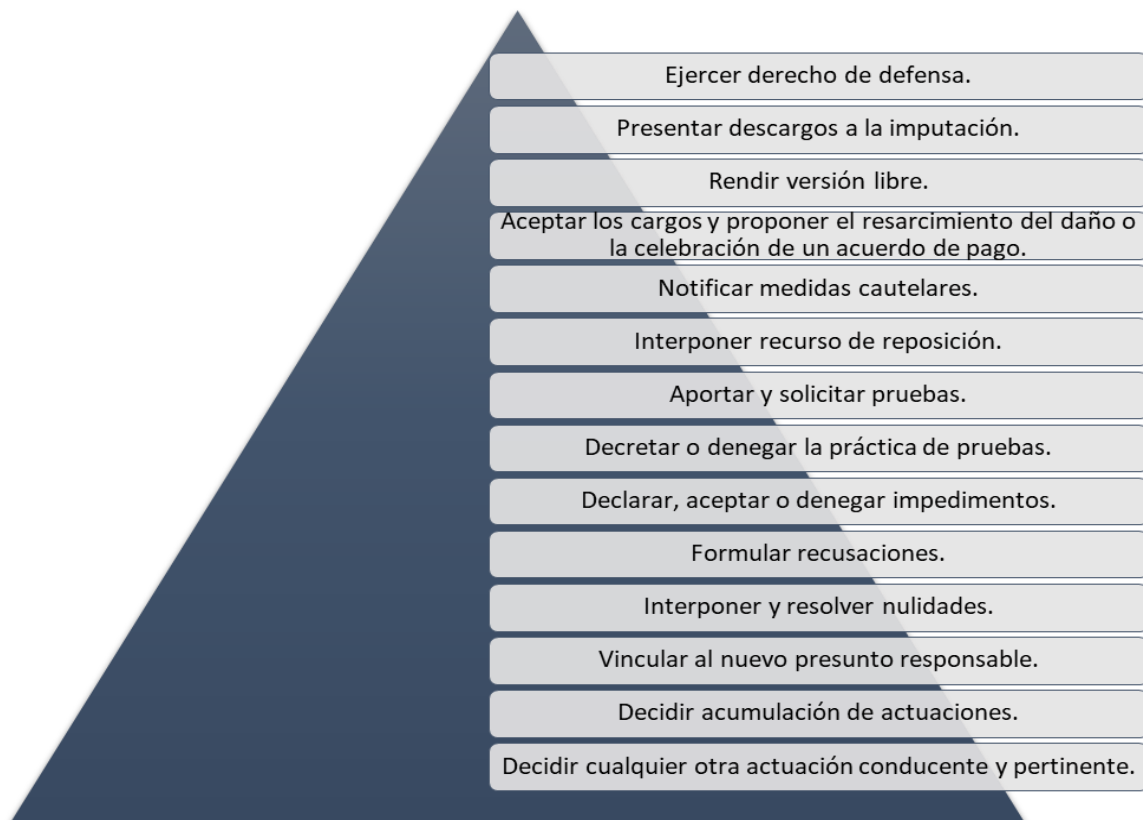 Ejercer derecho de defensa.
Presentar descargos a la imputación.
Rendir versión libre.
Aceptar los cargos y proponer el resarcimiento del daño o
la celebración de un acuerdo de pago.
Notificar medidas cautelares.
Interponer recurso de reposición.
Aportar y solicitar pruebas.
Decretar o denegar la práctica de pruebas.
Declarar, aceptar o denegar impedimentos.
Formular recusaciones.
Interponer y resolver nulidades.
Vincular al nuevo presunto responsable.
Decidir acumulación de actuaciones.
Decidir cualquier otra actuación conducente y pertinente.